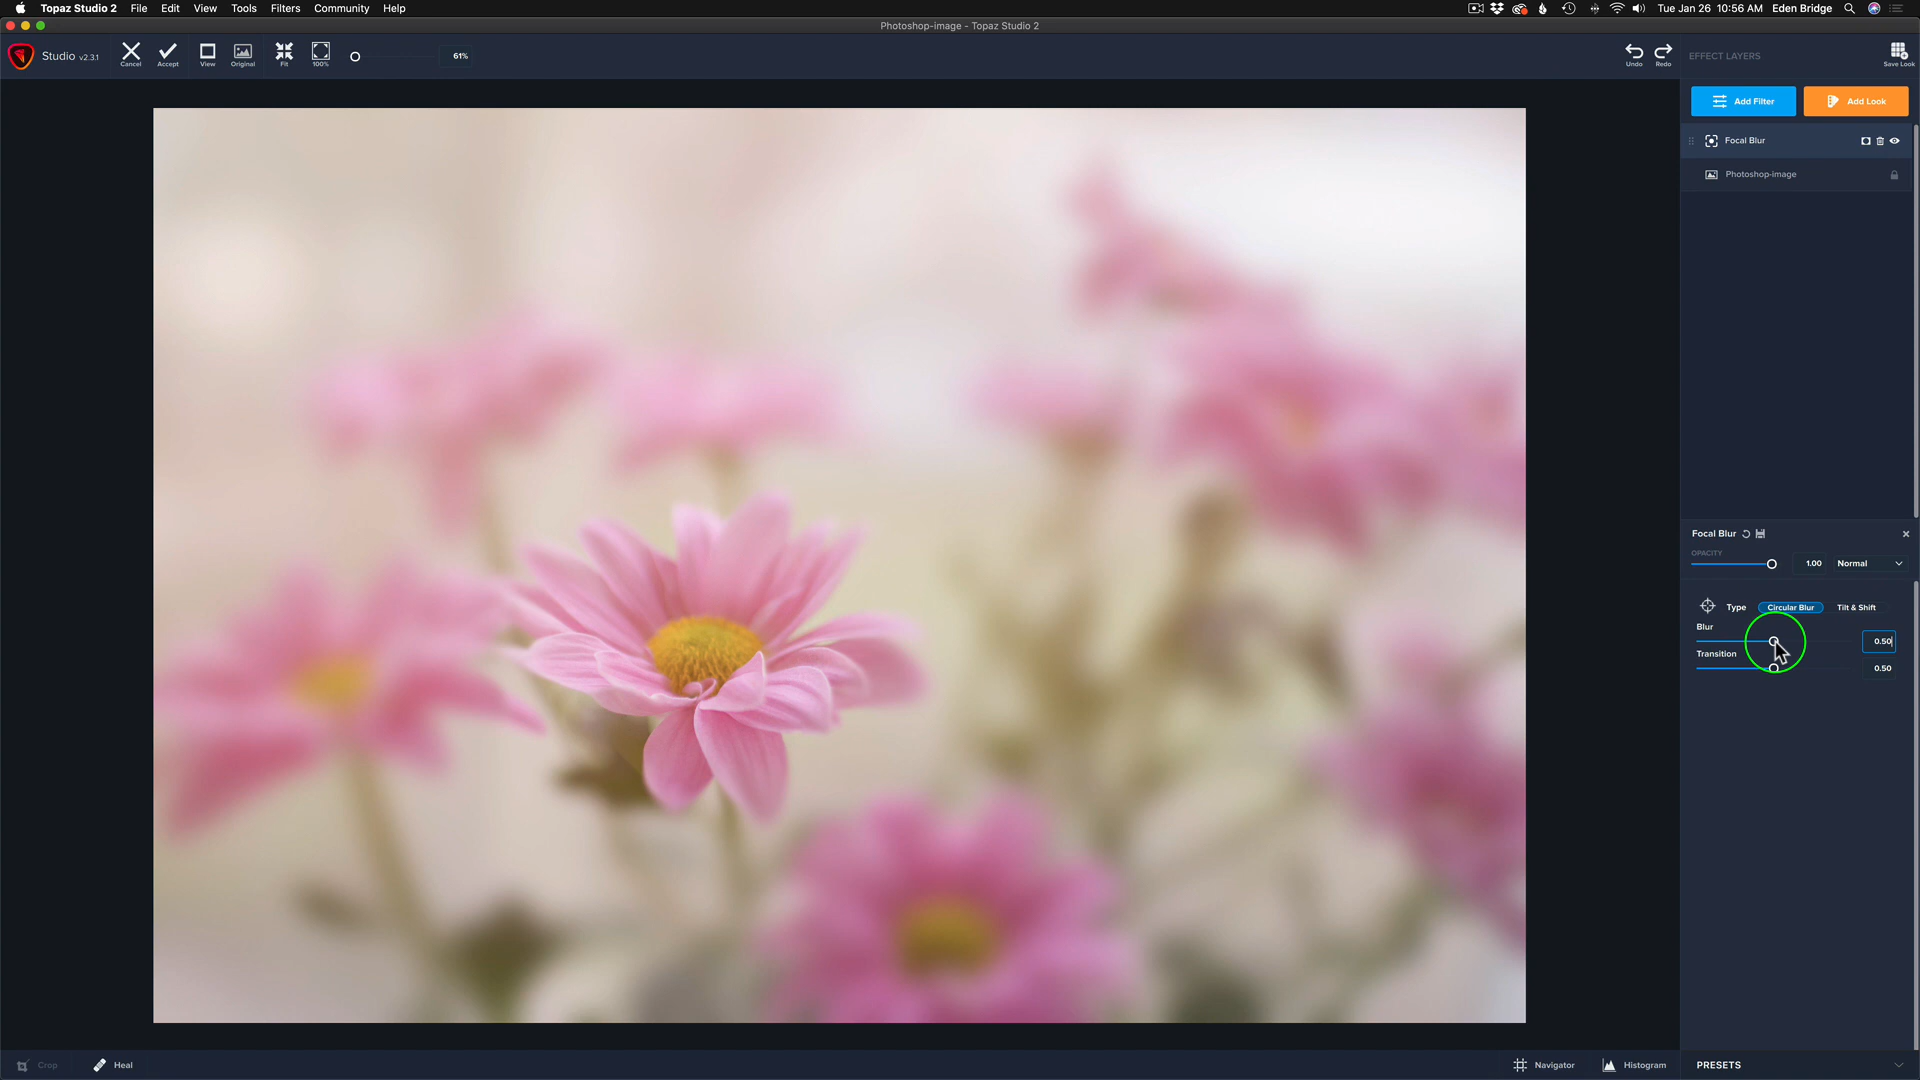 Topaz Studio 2 File Edit View Tools Filters Community Help
Tue Jan 26 10:56 AM Eden Bridge
Photoshop-image - Topaz Studio 2
Studio v2.3.1
Cancel
Accept
View
Original
Fit
100%
61%
Undo
Redo
EFFECT LAYERS
Save Look
Add Filter
Add Look
Focal Blur
Photoshop-image
Focal Blur
OPACITY
1.00
Normal
Type
Circular Blur
Tilt & Shift
Blur
0.50
Transition
0.50
Crop
Heal
Navigator
Histogram
PRESETS